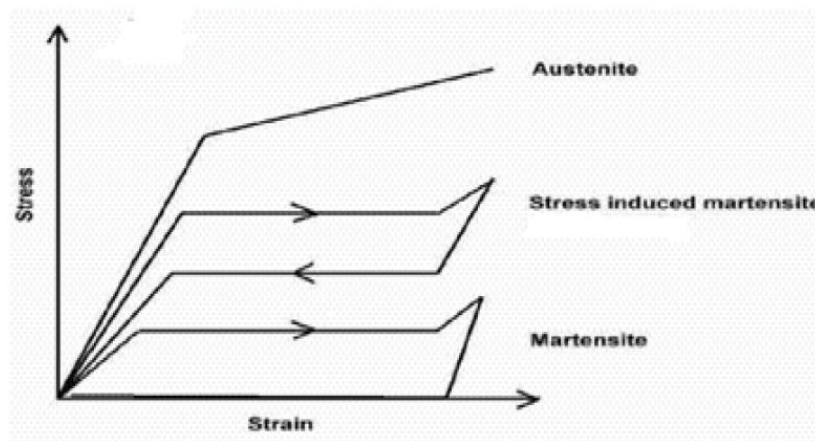 Austenite
Stress
Stress induced martensite
Martensite
Strain